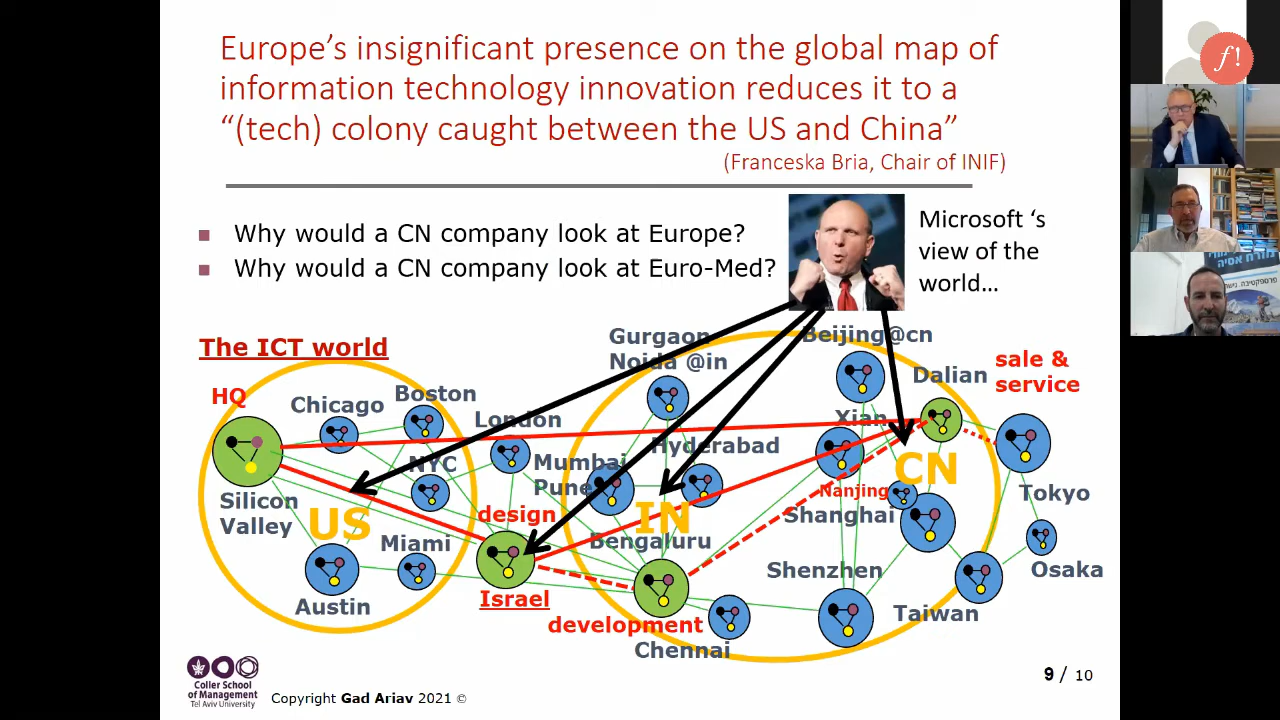 Europe’s insignificant presence on the global map of
information technology innovation reduces it to a
“(tech) colony caught between the US and China”
(Franceska Bria, Chair of INIF)
f!
■ Why would a CN company look at Europe?
■ Why would a CN company look at Euro-Med?
Microsoft ‘s
view of the
world…
The ICT world
HQ
Chicago
Boston
London
NYC
Silicon
Valley
US
Miami
Austin
design
Israel
Gurgaon
Noida @in
Mumbai
Pune
Hyderabad
IN
Bengaluru
development
Chennai
Beijing@cn
Dalian
sale &
service
Xian
CN
Nanjing
Shanghai
Tokyo
Shenzhen
Osaka
Taiwan
מזרח אסיה
Coller School
of Management
Tel Aviv University
Copyright Gad Ariav 2021 ©
9 / 10